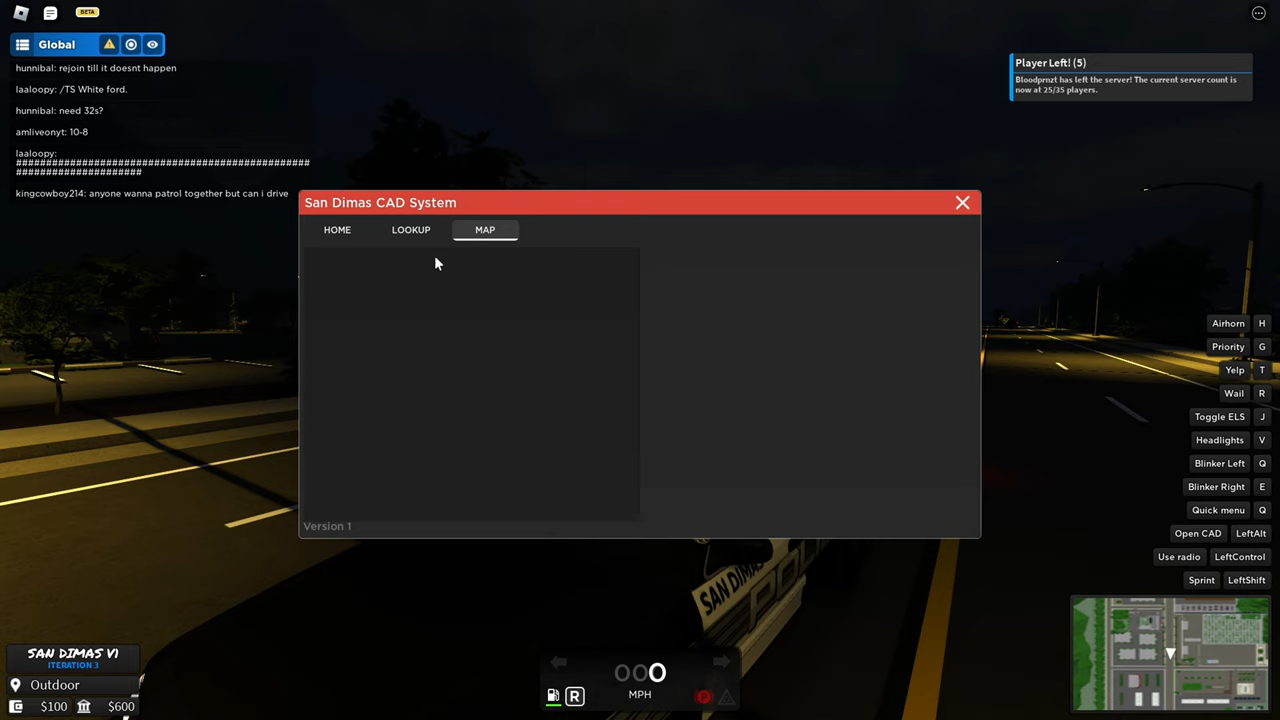 BETA
Global
hunnibal: rejoin till it doesnt happen
laaloopy: /TS White ford.
hunnibal: need 32s?
amliveonyt: 10-8
laaloopy:
#################################################
#####################
kingcowboy214: anyone wanna patrol together but can i drive
Player Left! (5)
Bloodprnzt has left the server! The current server count is
now at 25/35 players.
San Dimas CAD System
HOME LOOKUP MAP
Version 1
Airhorn H
Priority G
Yelp T
Wail R
Toggle ELS J
Headlights V
Blinker Left Q
Blinker Right E
Quick menu Q
Open CAD LeftAlt
Use radio LeftControl
Sprint LeftShift
SAN DIMAS
SAN DIMAS V1
ITERATION 3
Outdoor
$100 $600
000
R
P
MPH